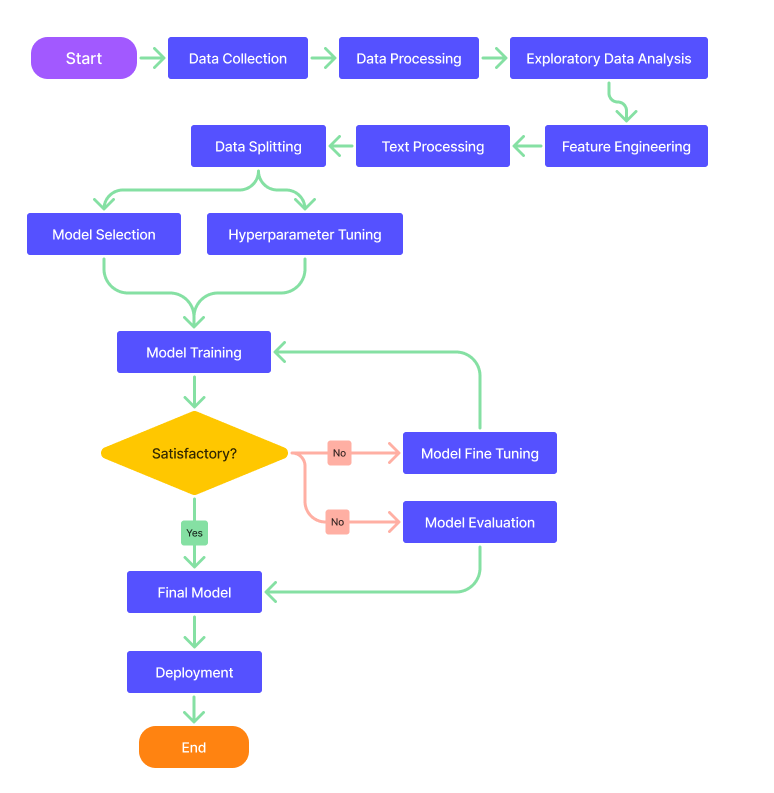 Start
Data Collection
Data Processing
Exploratory Data Analysis
Feature Engineering
Text Processing
Data Splitting
Model Selection
Hyperparameter Tuning
Model Training
Satisfactory?
No
Model Fine Tuning
No
Model Evaluation
Yes
Final Model
Deployment
End